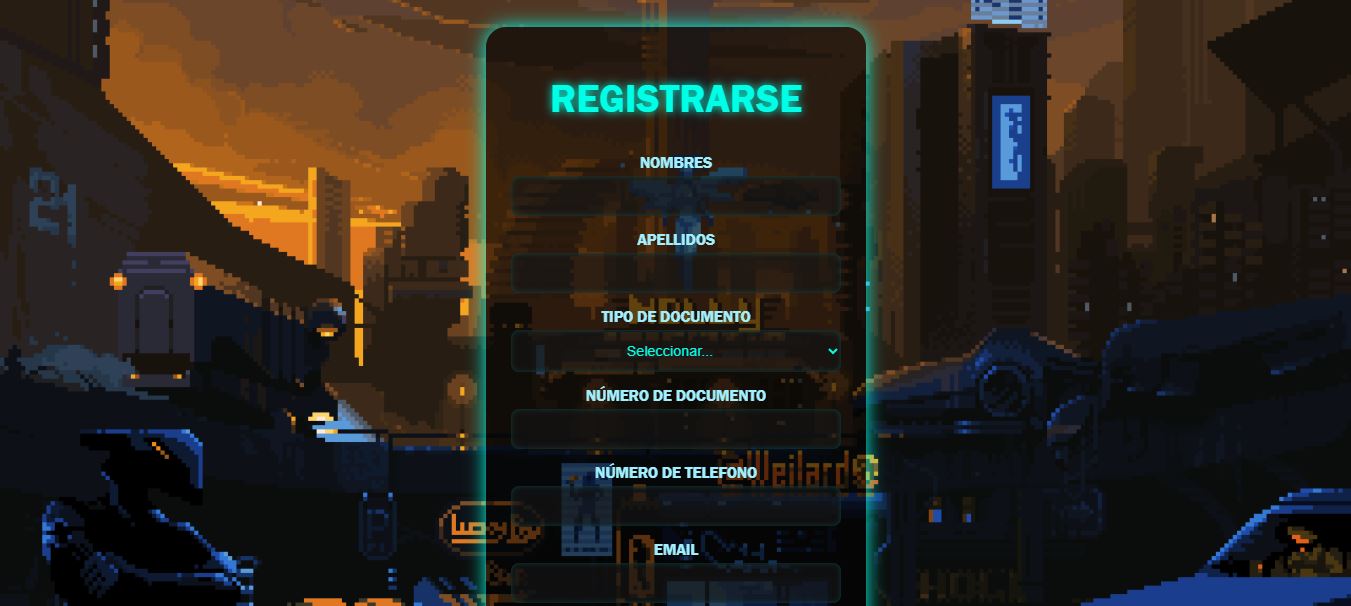 REGISTRARSE
NOMBRES
APELLIDOS
TIPO DE DOCUMENTO
Seleccionar...
NÚMERO DE DOCUMENTO
NÚMERO DE TELEFONO
EMAIL